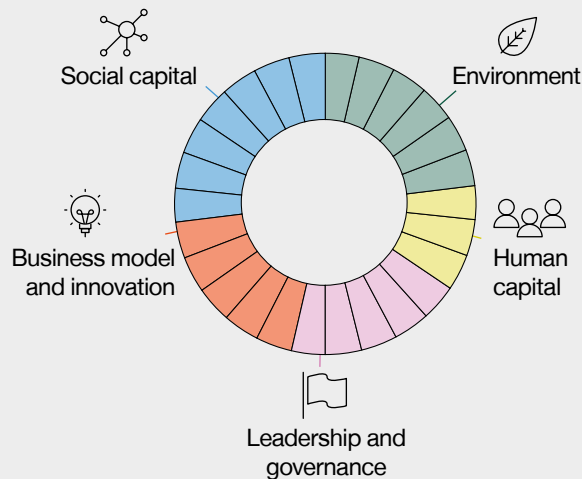 Social capital
Environment
Business model
and innovation
Human
capital
Leadership and
governance